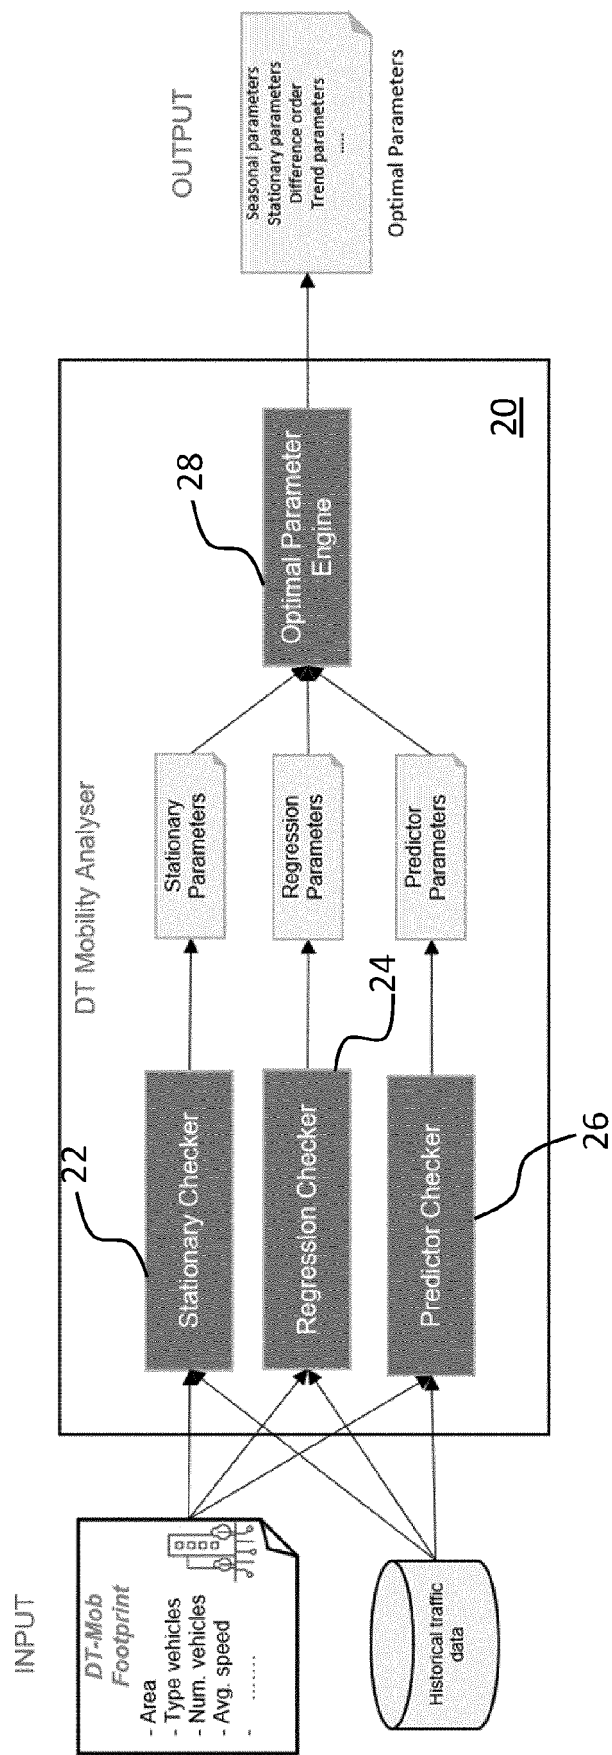 INPUT
DT-Mob
Footprint
- Area
- Type vehicles
- Num. vehicles
- Avg. speed
- ......
Historical traffic
data
DT Mobility Analyser
22
Stationary Checker
Regression Checker
24
Predictor Checker
26
Stationary
Parameters
Regression
Parameters
Predictor
Parameters
28
Optimal Parameter
Engine
20
OUTPUT
Seasonal parameters
Stationary parameters
Difference order
Trend parameters
.....
Optimal Parameters